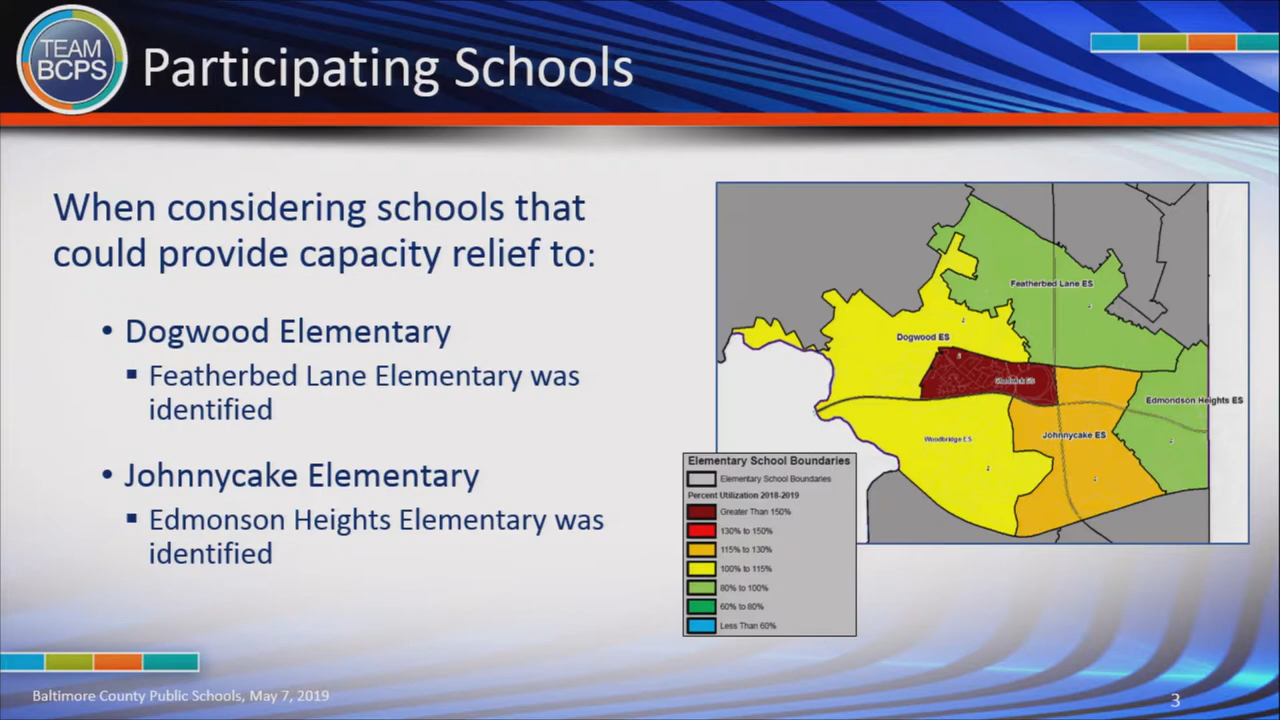 TEAM
BCPS
Participating Schools
When considering schools that
could provide capacity relief to:
• Dogwood Elementary
▪ Featherbed Lane Elementary was
identified
• Johnnycake Elementary
▪ Edmonson Heights Elementary was
identified
Featherbed Lane ES
Dogwood ES
Edmondson Heights ES
Woodbridge ES
Johnnycake ES
Elementary School Boundaries
Elementary School Boundaries
Percent Utilization 2018-2019
Greater Than 150%
130% to 150%
115% to 130%
100% to 115%
80% to 100%
60% to 80%
Less Than 60%
Baltimore County Public Schools, May 7, 2019
3